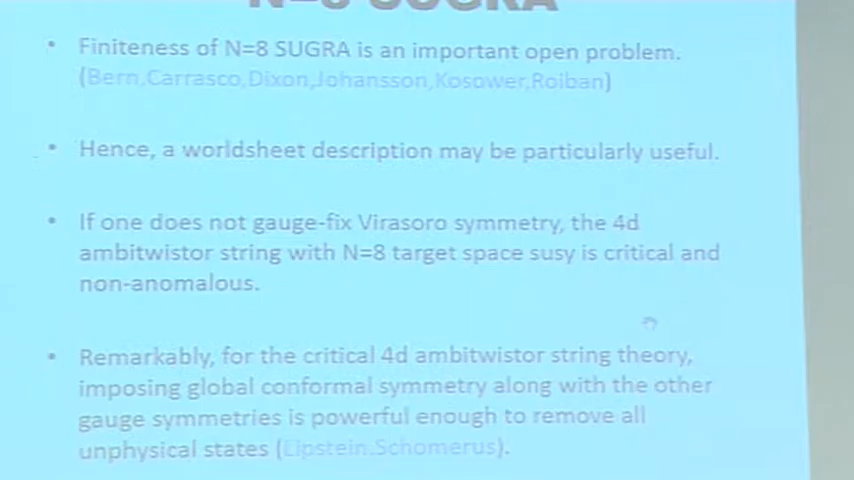 N=8 SUGRA
• Finiteness of N=8 SUGRA is an important open problem.
(Bern,Carrasco,Dixon,Johansson,Kosower,Roiban)
• Hence, a worldsheet description may be particularly useful.
• If one does not gauge-fix Virasoro symmetry, the 4d
ambitwistor string with N=8 target space susy is critical and
non-anomalous.
• Remarkably, for the critical 4d ambitwistor string theory,
imposing global conformal symmetry along with the other
gauge symmetries is powerful enough to remove all
unphysical states (Lipstein,Schomerus).